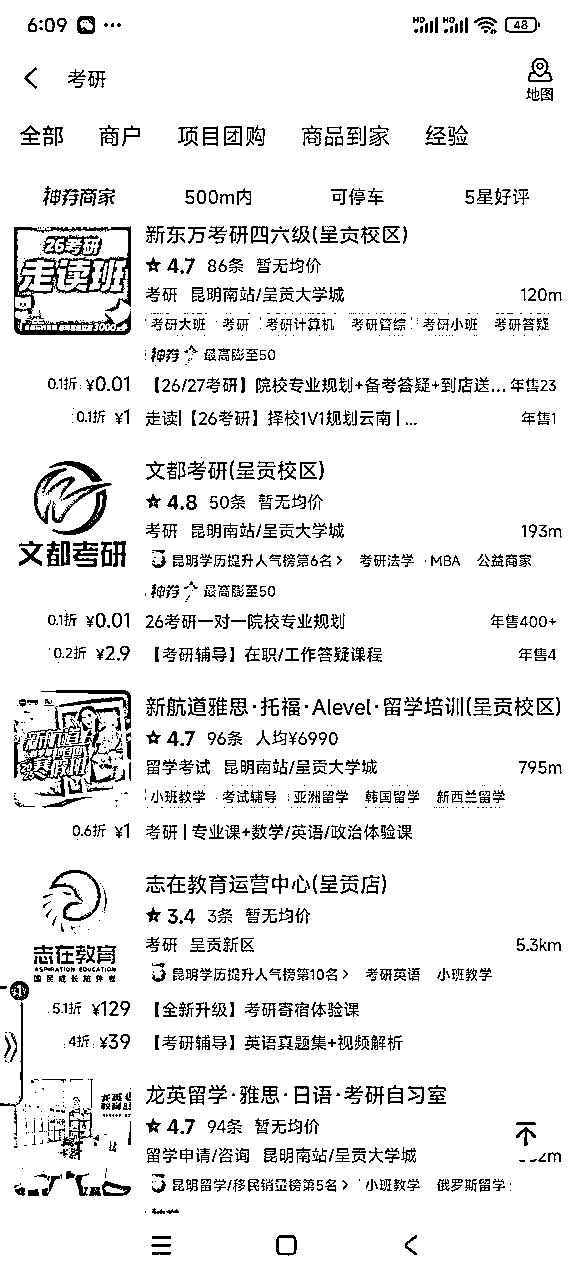 6:09
48
考研
地图
全部 商户 项目团购 商品到家 经验
神券商家 500m内 可停车 5星好评
26考研
走读班
新东方考研四六级(呈贡校区)
4.7 86条 暂无均价
考研 昆明南站/呈贡大学城 120m
考研大班 考研 考研计算机 考研管综 考研小班 考研答疑
神券 最高膨至50
0.1折 ¥0.01 【26/27考研】院校专业规划+备考答疑+到店送... 年售23
0.1折 ¥1 走读|【26考研】择校1V1规划云南 | ... 年售1
文都考研
文都考研(呈贡校区)
4.8 50条 暂无均价
考研 昆明南站/呈贡大学城 193m
昆明学历提升人气榜第6名 考研法学 MBA 公益商家
神券 最高膨至50
0.1折 ¥0.01 26考研一对一院校专业规划 年售400+
0.2折 ¥2.9 【考研辅导】在职/工作答疑课程 年售4
新航道
寒假班
新航道雅思·托福·Alevel·留学培训(呈贡校区)
4.7 96条 人均¥6990
留学考试 昆明南站/呈贡大学城 795m
小班教学 考试辅导 亚洲留学 韩国留学 新西兰留学
0.6折 ¥1 考研 | 专业课+数学/英语/政治体验课
志在教育
ASPIRATION EDUCATION
国民成长陪伴者
志在教育运营中心(呈贡店)
3.4 3条 暂无均价
考研 呈贡新区 5.3km
昆明学历提升人气榜第10名 考研英语 小班教学
5.1折 ¥129 【全新升级】考研寄宿体验课
4折 ¥39 【考研辅导】英语真题集+视频解析
龙英留学·雅思·日语·考研自习室
4.7 94条 暂无均价
留学申请/咨询 昆明南站/呈贡大学城
昆明留学/移民销量榜第5名 小班教学 俄罗斯留学